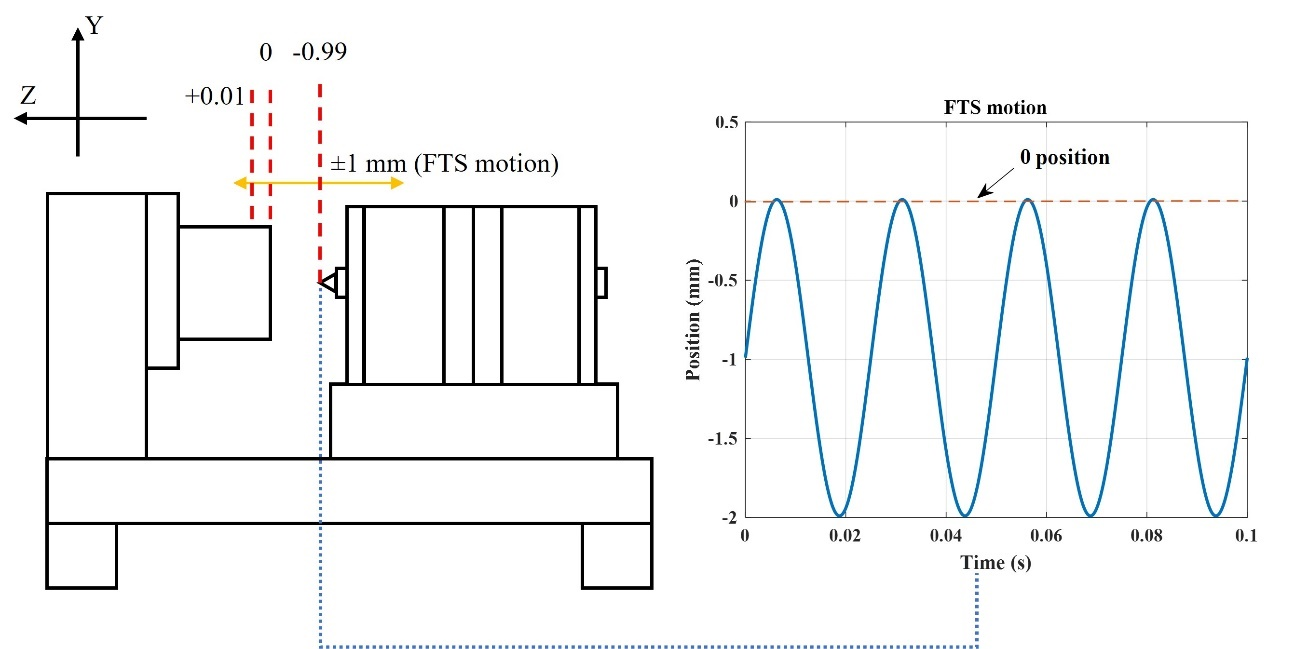 Y
Z
0 -0.99
+0.01
±1 mm (FTS motion)
FTS motion
0 position
Position (mm)
0.5
0
-0.5
-1
-1.5
-2
0 0.02 0.04 0.06 0.08 0.1
Time (s)